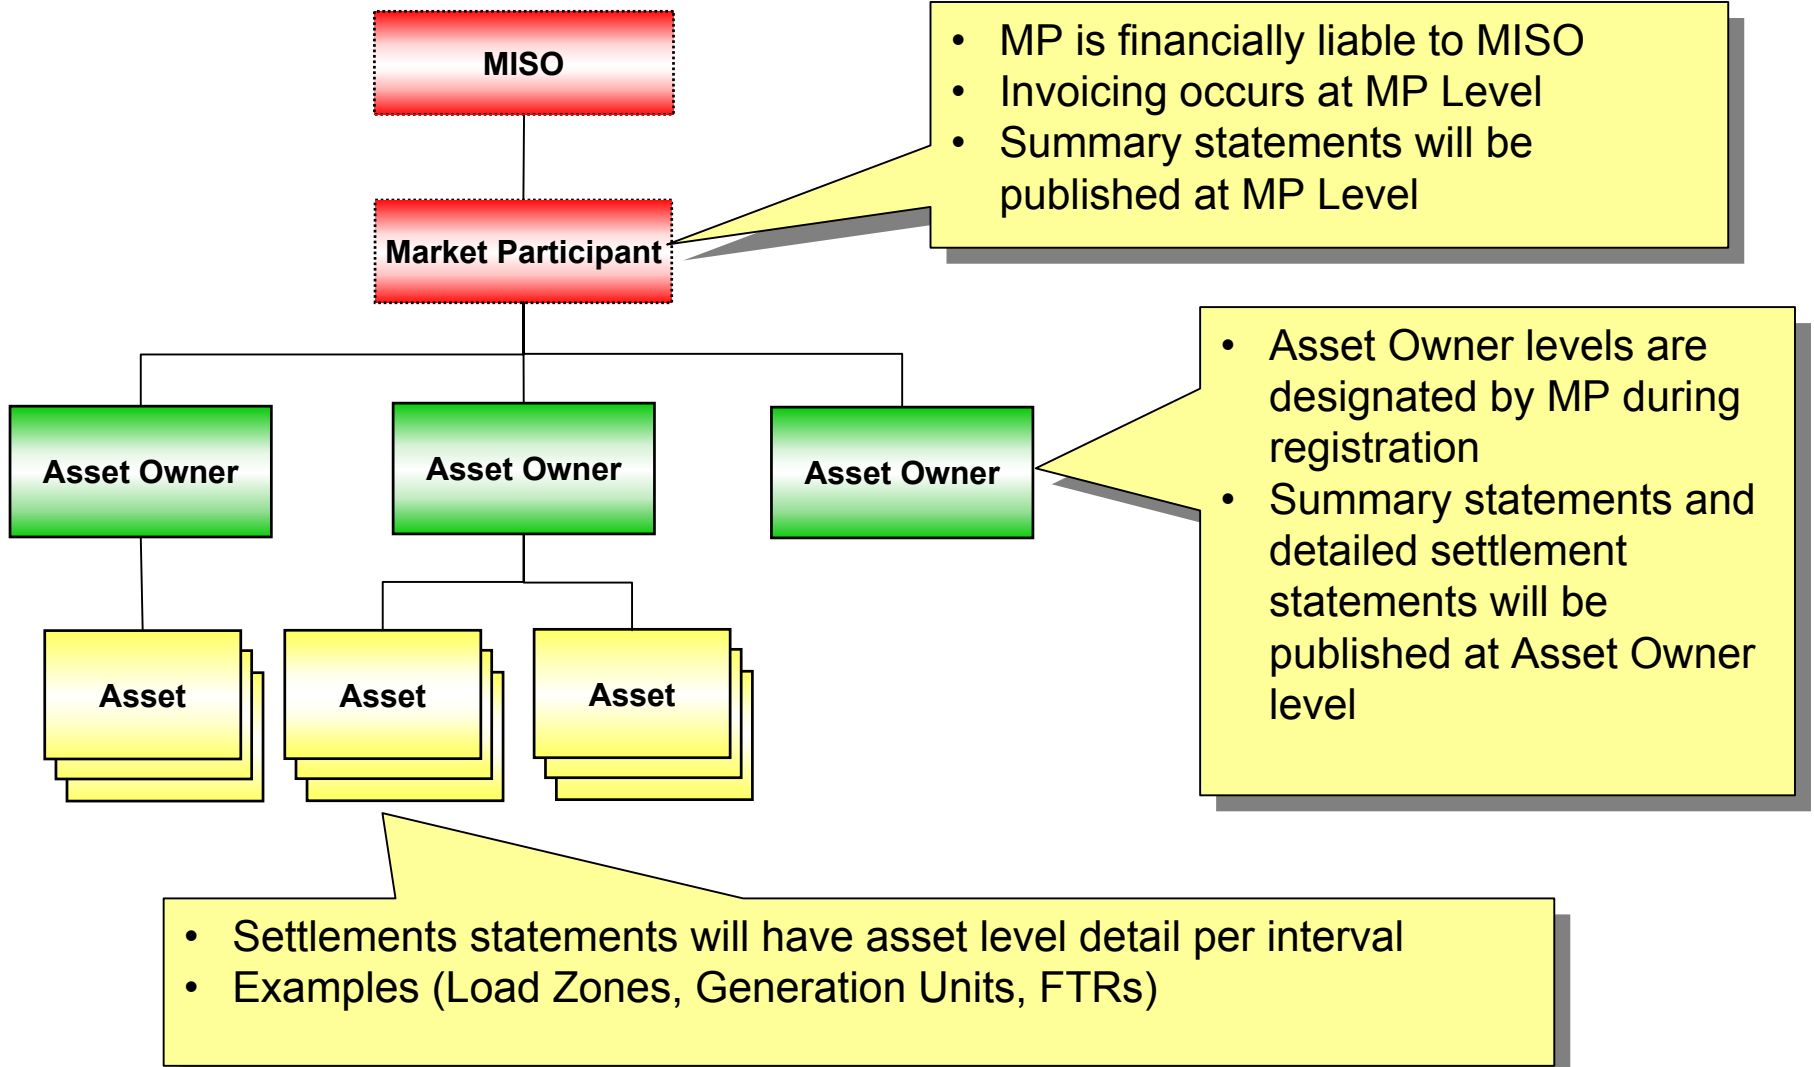 MISO
• MP is financially liable to MISO
• Invoicing occurs at MP Level
• Summary statements will be
published at MP Level
Market Participant
• Asset Owner levels are
designated by MP during
registration
• Summary statements and
detailed settlement
statements will be
published at Asset Owner
level
Asset Owner
Asset Owner
Asset Owner
Asset
Asset
Asset
• Settlements statements will have asset level detail per interval
• Examples (Load Zones, Generation Units, FTRs)